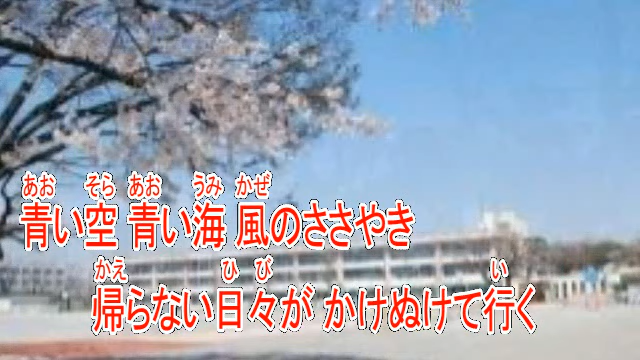 あお そら あお うみ かぜ
青い空 青い海 風のささやき
かえ ひ び い
帰らない日々が かけぬけて行く